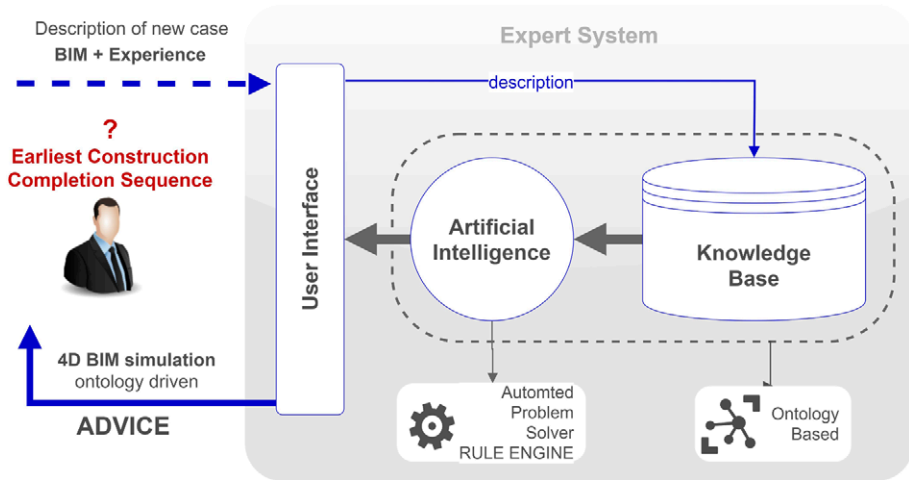 Description of new case
BIM + Experience
Expert System
description
?
Earliest Construction
Completion Sequence
User Interface
Artificial
Intelligence
Knowledge
Base
4D BIM simulation
ontology driven
ADVICE
Automted
Problem
Solver
RULE ENGINE
Ontology
Based